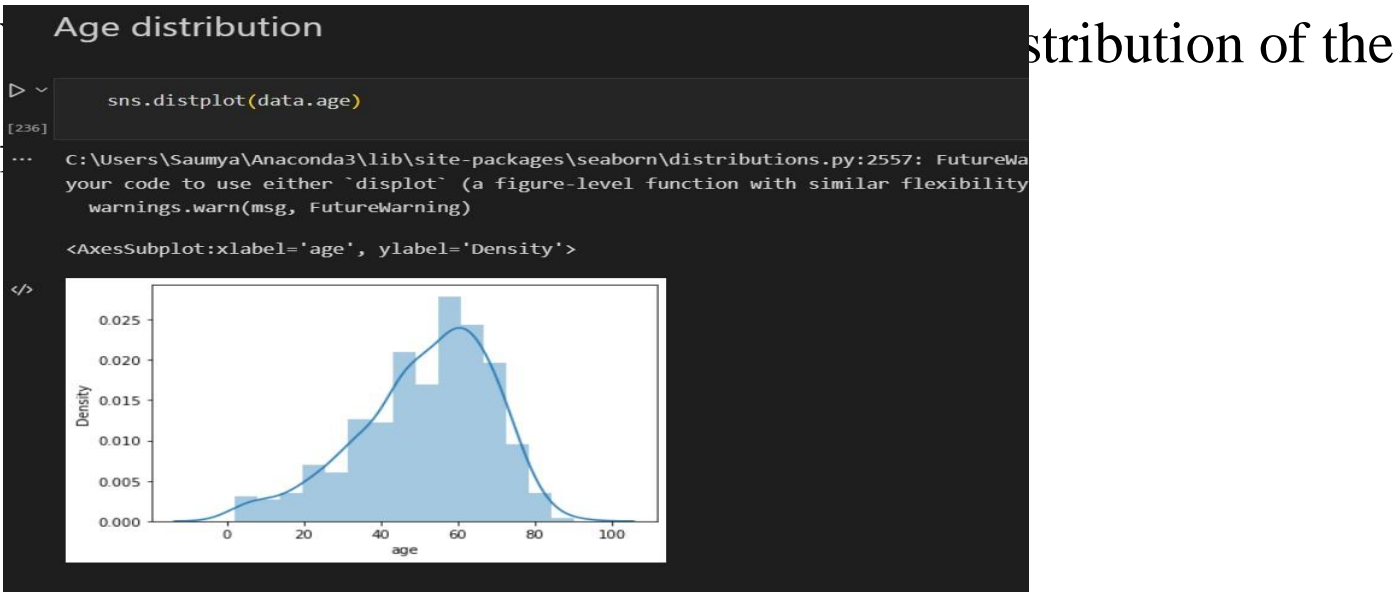 Age distribution
stribution of the
sns.distplot(data.age)
[236]
... C:\Users\Saumya\Anaconda3\lib\site-packages\seaborn\distributions.py:2557: FutureWa
your code to use either `displot` (a figure-level function with similar flexibility
warnings.warn(msg, FutureWarning)
<AxesSubplot:xlabel='age', ylabel='Density'>
</>
0.025
0.020
0.015
0.010
0.005
0.000
Density
0 20 40 60 80 100
age